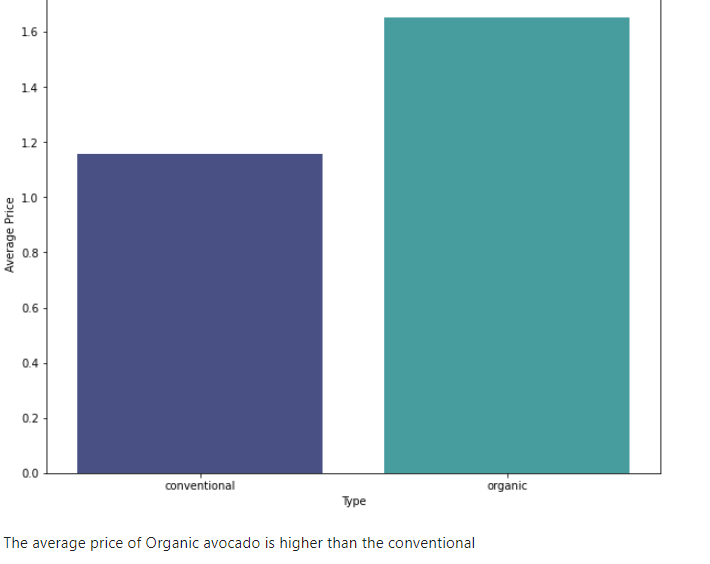 1.6
1.4
1.2
1.0
0.8
0.6
0.4
0.2
0.0
Average Price
conventional organic
Type
The average price of Organic avocado is higher than the conventional